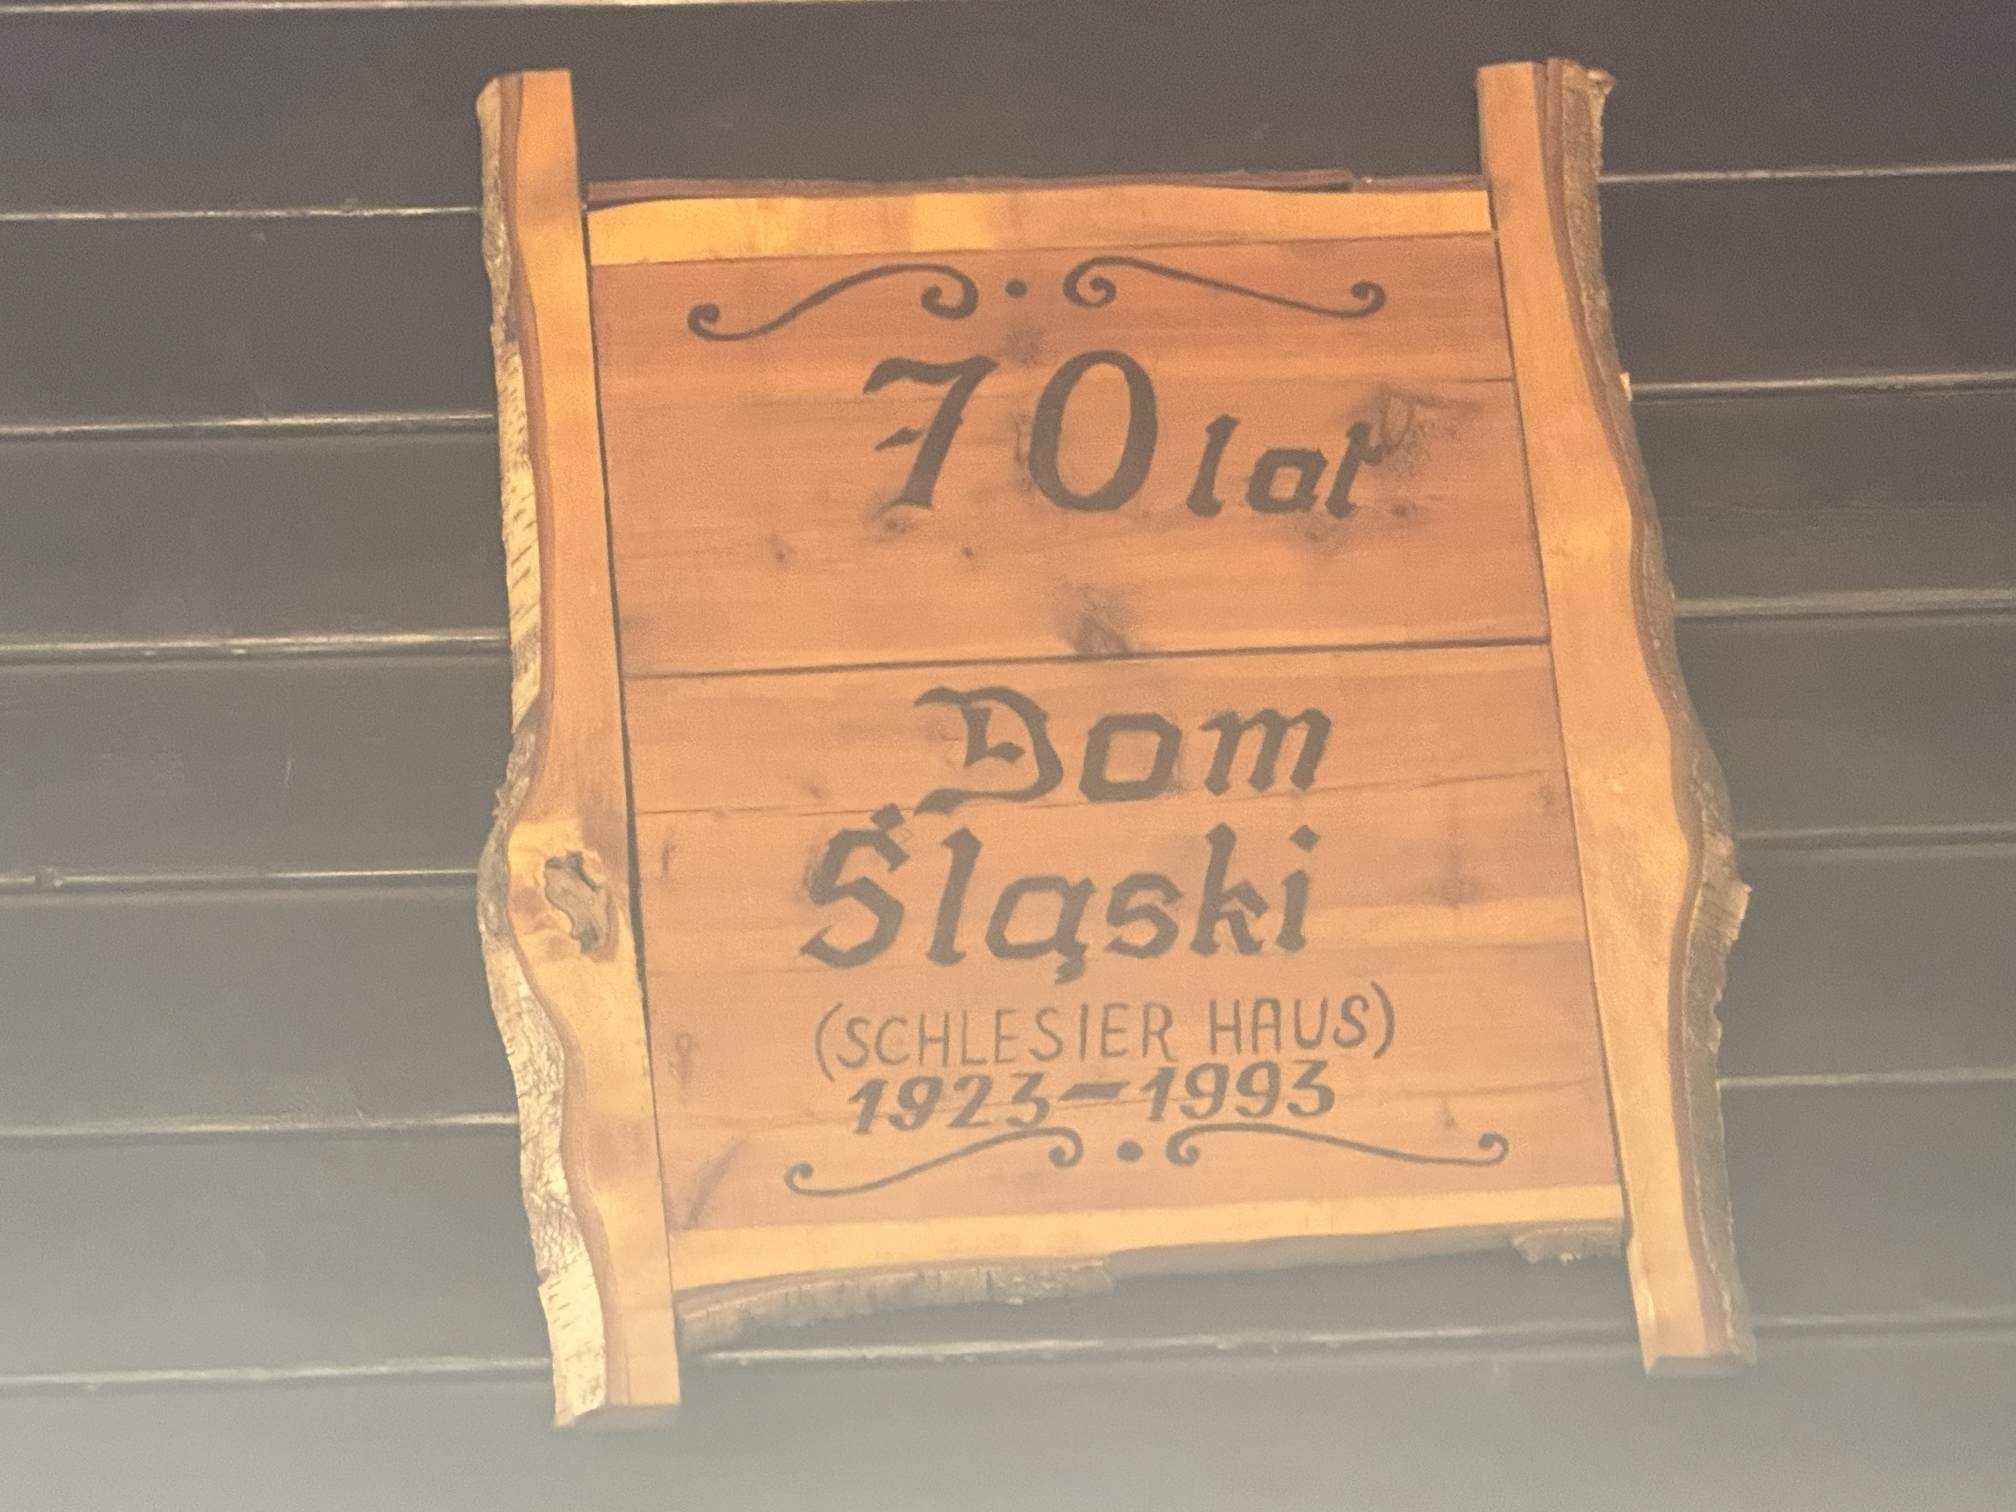 70 lat
Dom
Śląski
(SCHLESIER HAUS)
1923-1993